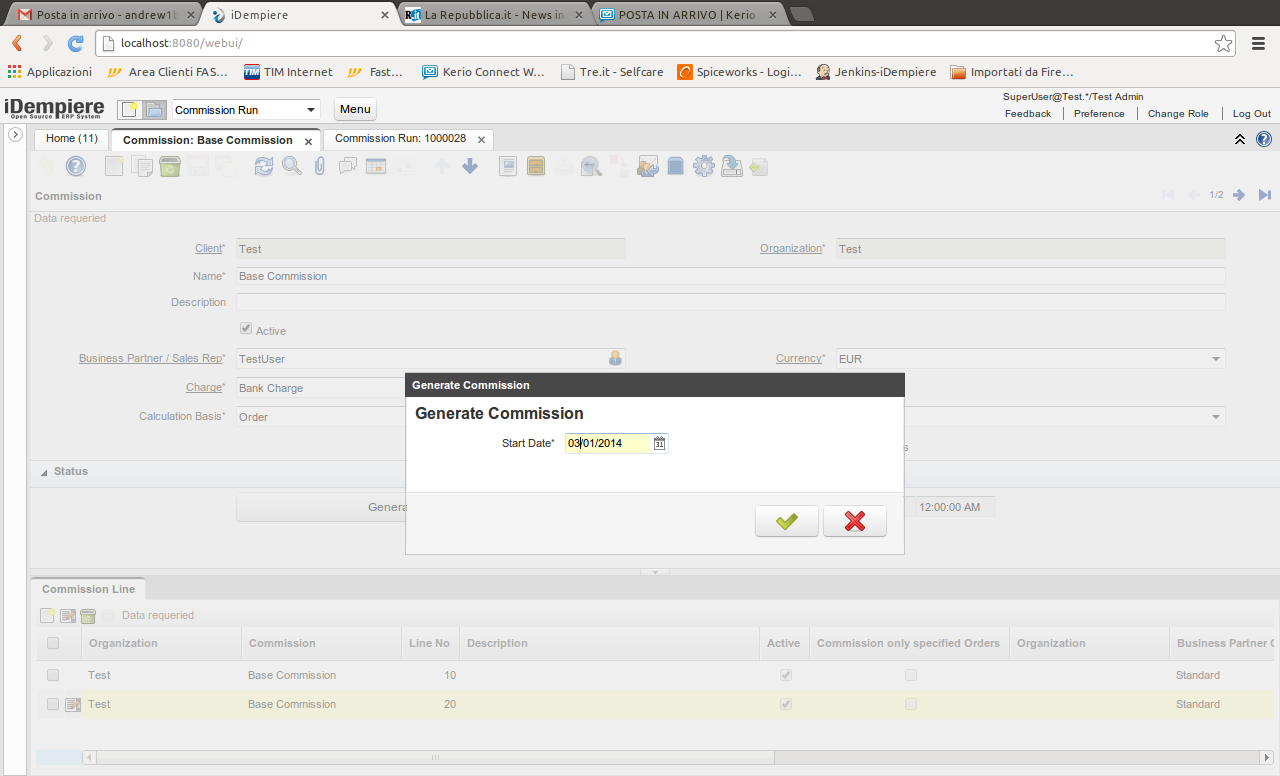 Posta in arrivo - andrew1b
iDempiere
La Repubblica.it - News in
POSTA IN ARRIVO | Kerio
localhost:8080/webui/
Applicazioni
Area Clienti FAS...
TIM Internet
Fast...
Kerio Connect W...
Tre.it - Selfcare
Spiceworks - Logi...
Jenkins-iDempiere
Importati da Fire...
iDempiere
Open Source ERP System
Commission Run
Menu
SuperUser@Test.*/Test Admin
Feedback
Preference
Change Role
Log Out
Home (11)
Commission: Base Commission
Commission Run: 1000028
Commission
1/2
Data requeried
Client*
Test
Organization*
Test
Name*
Base Commission
Description
Active
Business Partner / Sales Rep*
TestUser
Currency*
EUR
Charge*
Bank Charge
Calculation Basis*
Order
s
Status
Genera
12:00:00 AM
Generate Commission
Generate Commission
Start Date*
03/01/2014
31
Commission Line
Data requeried
Organization
Commission
Line No
Description
Active
Commission only specified Orders
Organization
Business Partner G
Test
Base Commission
10
Standard
Test
Base Commission
20
Standard